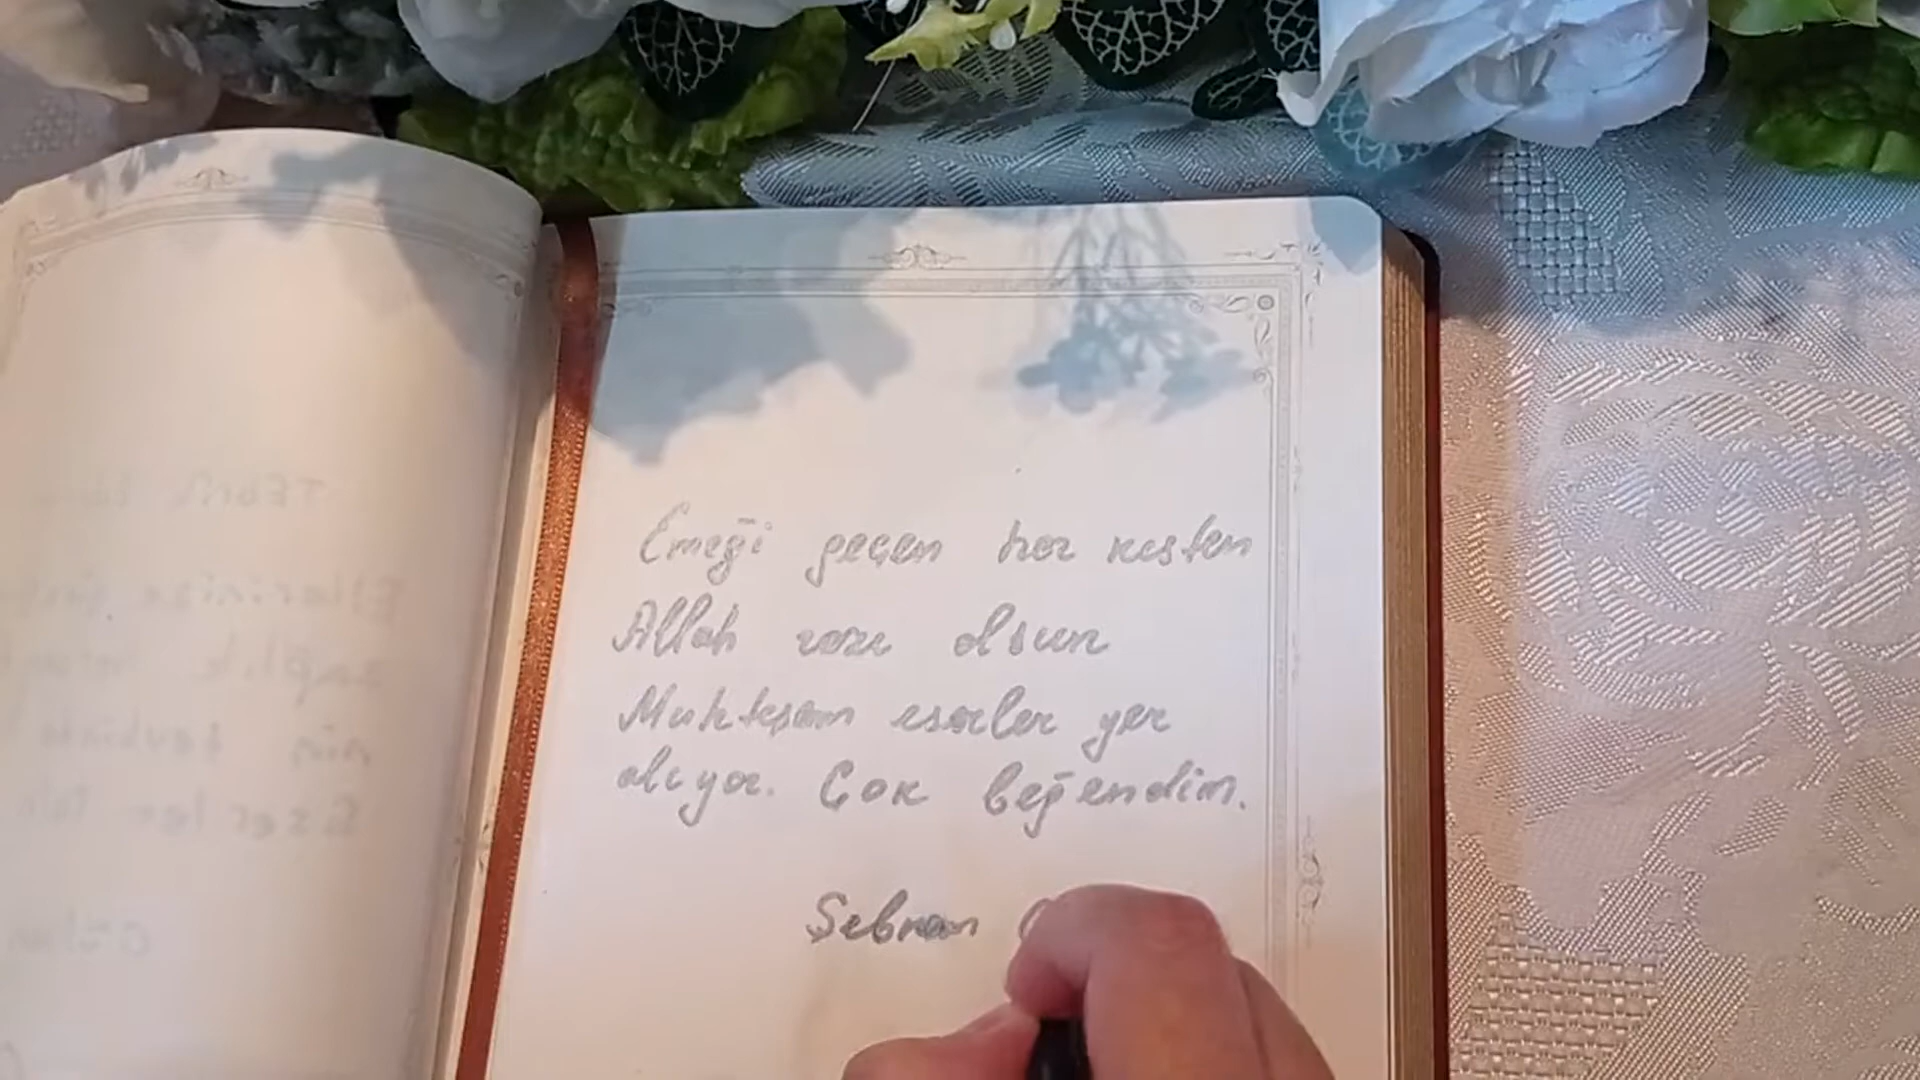 Emeği geçen her kesten
Allah razı olsun
Muhteşem eserler yer
alıyor. Çok beğendim.
Sebnem